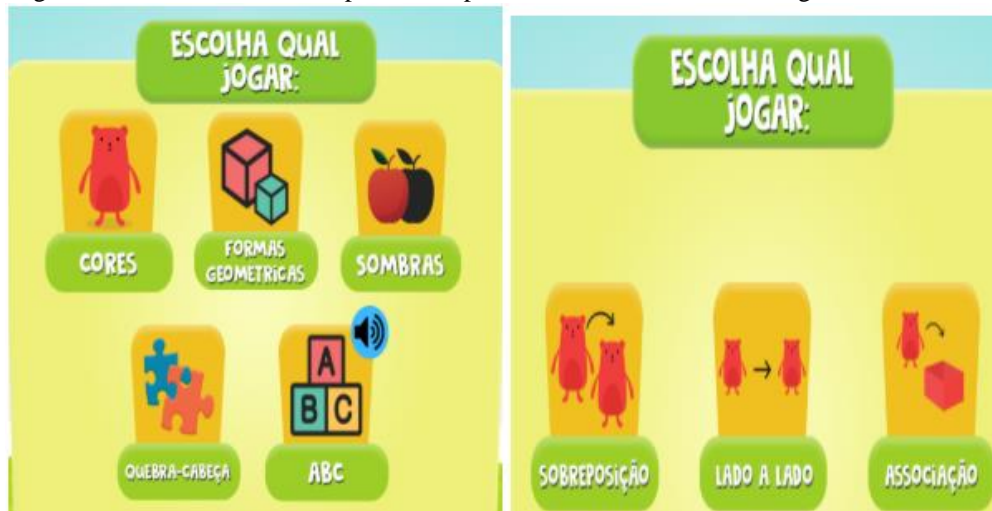 ESCOLHA QUAL
JOGAR:
CORES
FORMAS
GEOMETRICAS
SOMBRAS
QUEBRA-CABEÇA
A
B C
ABC
ESCOLHA QUAL
JOGAR:
SOBREPOSIÇÃO
LADO A LADO
ASSOCIAÇÃO